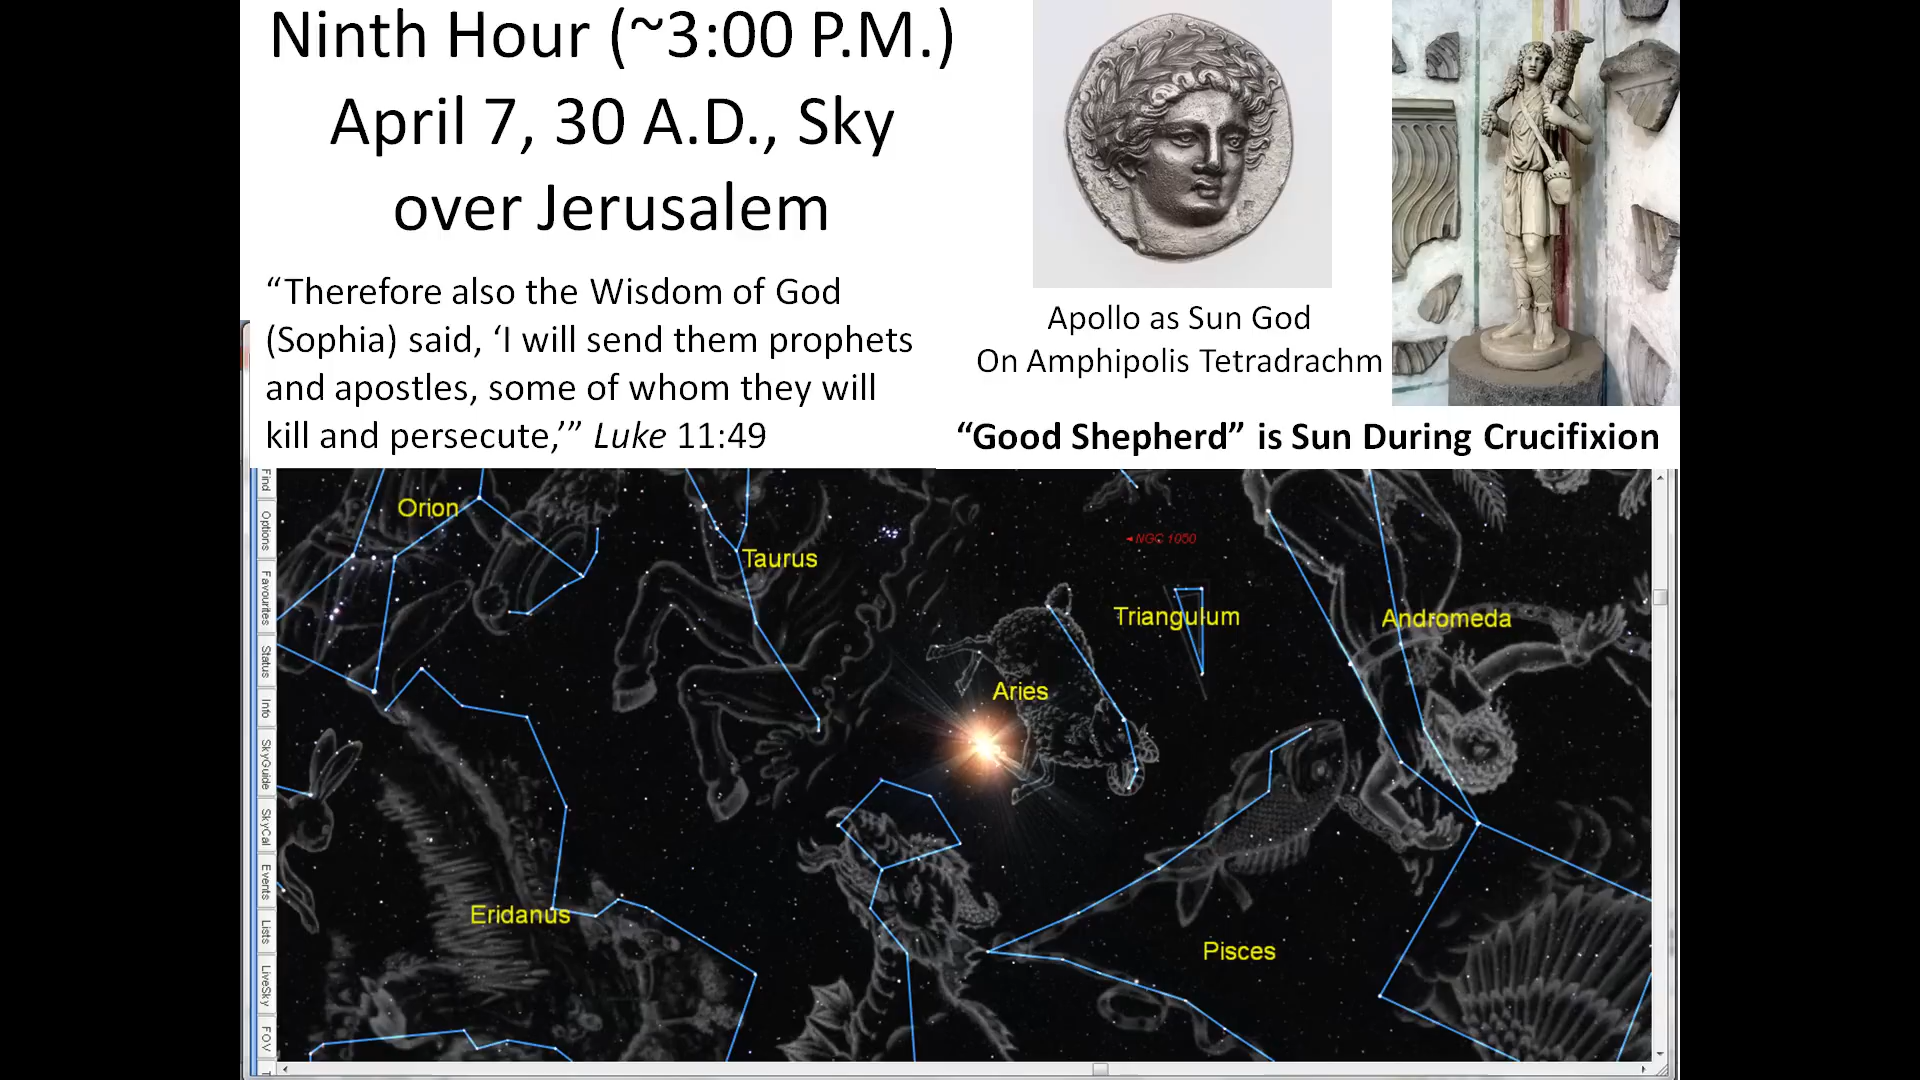 Ninth Hour (~3:00 P.M.)
April 7, 30 A.D., Sky
over Jerusalem
“Therefore also the Wisdom of God
(Sophia) said, ‘I will send them prophets
and apostles, some of whom they will
kill and persecute,’” Luke 11:49
Apollo as Sun God
On Amphipolis Tetradrachm
“Good Shepherd” is Sun During Crucifixion
Find
Options
Favourites
Status
Info
SkyGuide
SkyCal
Events
Lists
LiveSky
FOV
Orion
Taurus
NGC 1050
Triangulum
Andromeda
Aries
Eridanus
Pisces